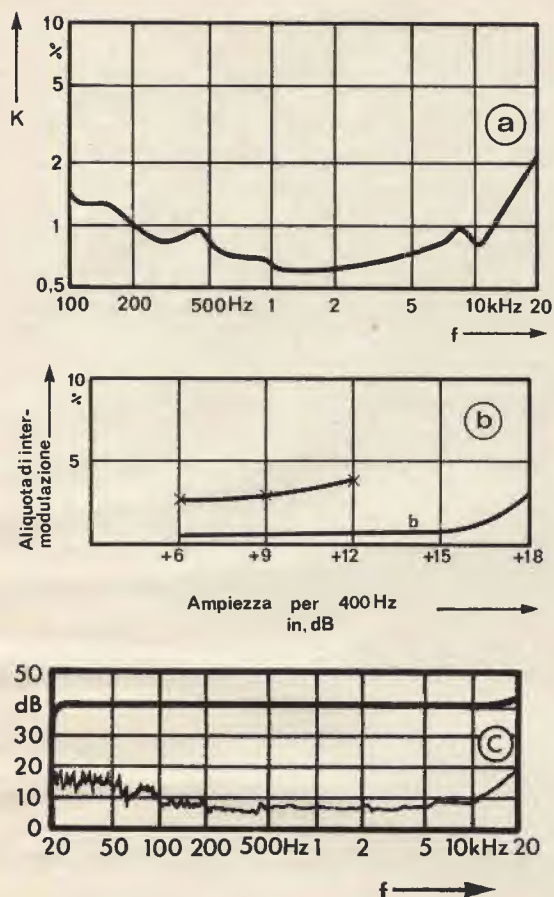 10
%
5
K
a
2
1
0,5
100 200 500Hz 1 2 5 10kHz 20
f
Aliquota di inter-
modulazione
10
%
5
b
b
+6 +9 +12 +15 +18
Ampiezza per 400 Hz
in, dB
50
dB
30
20
10
0
C
20 50 100 200 500Hz 1 2 5 10kHz 20
f